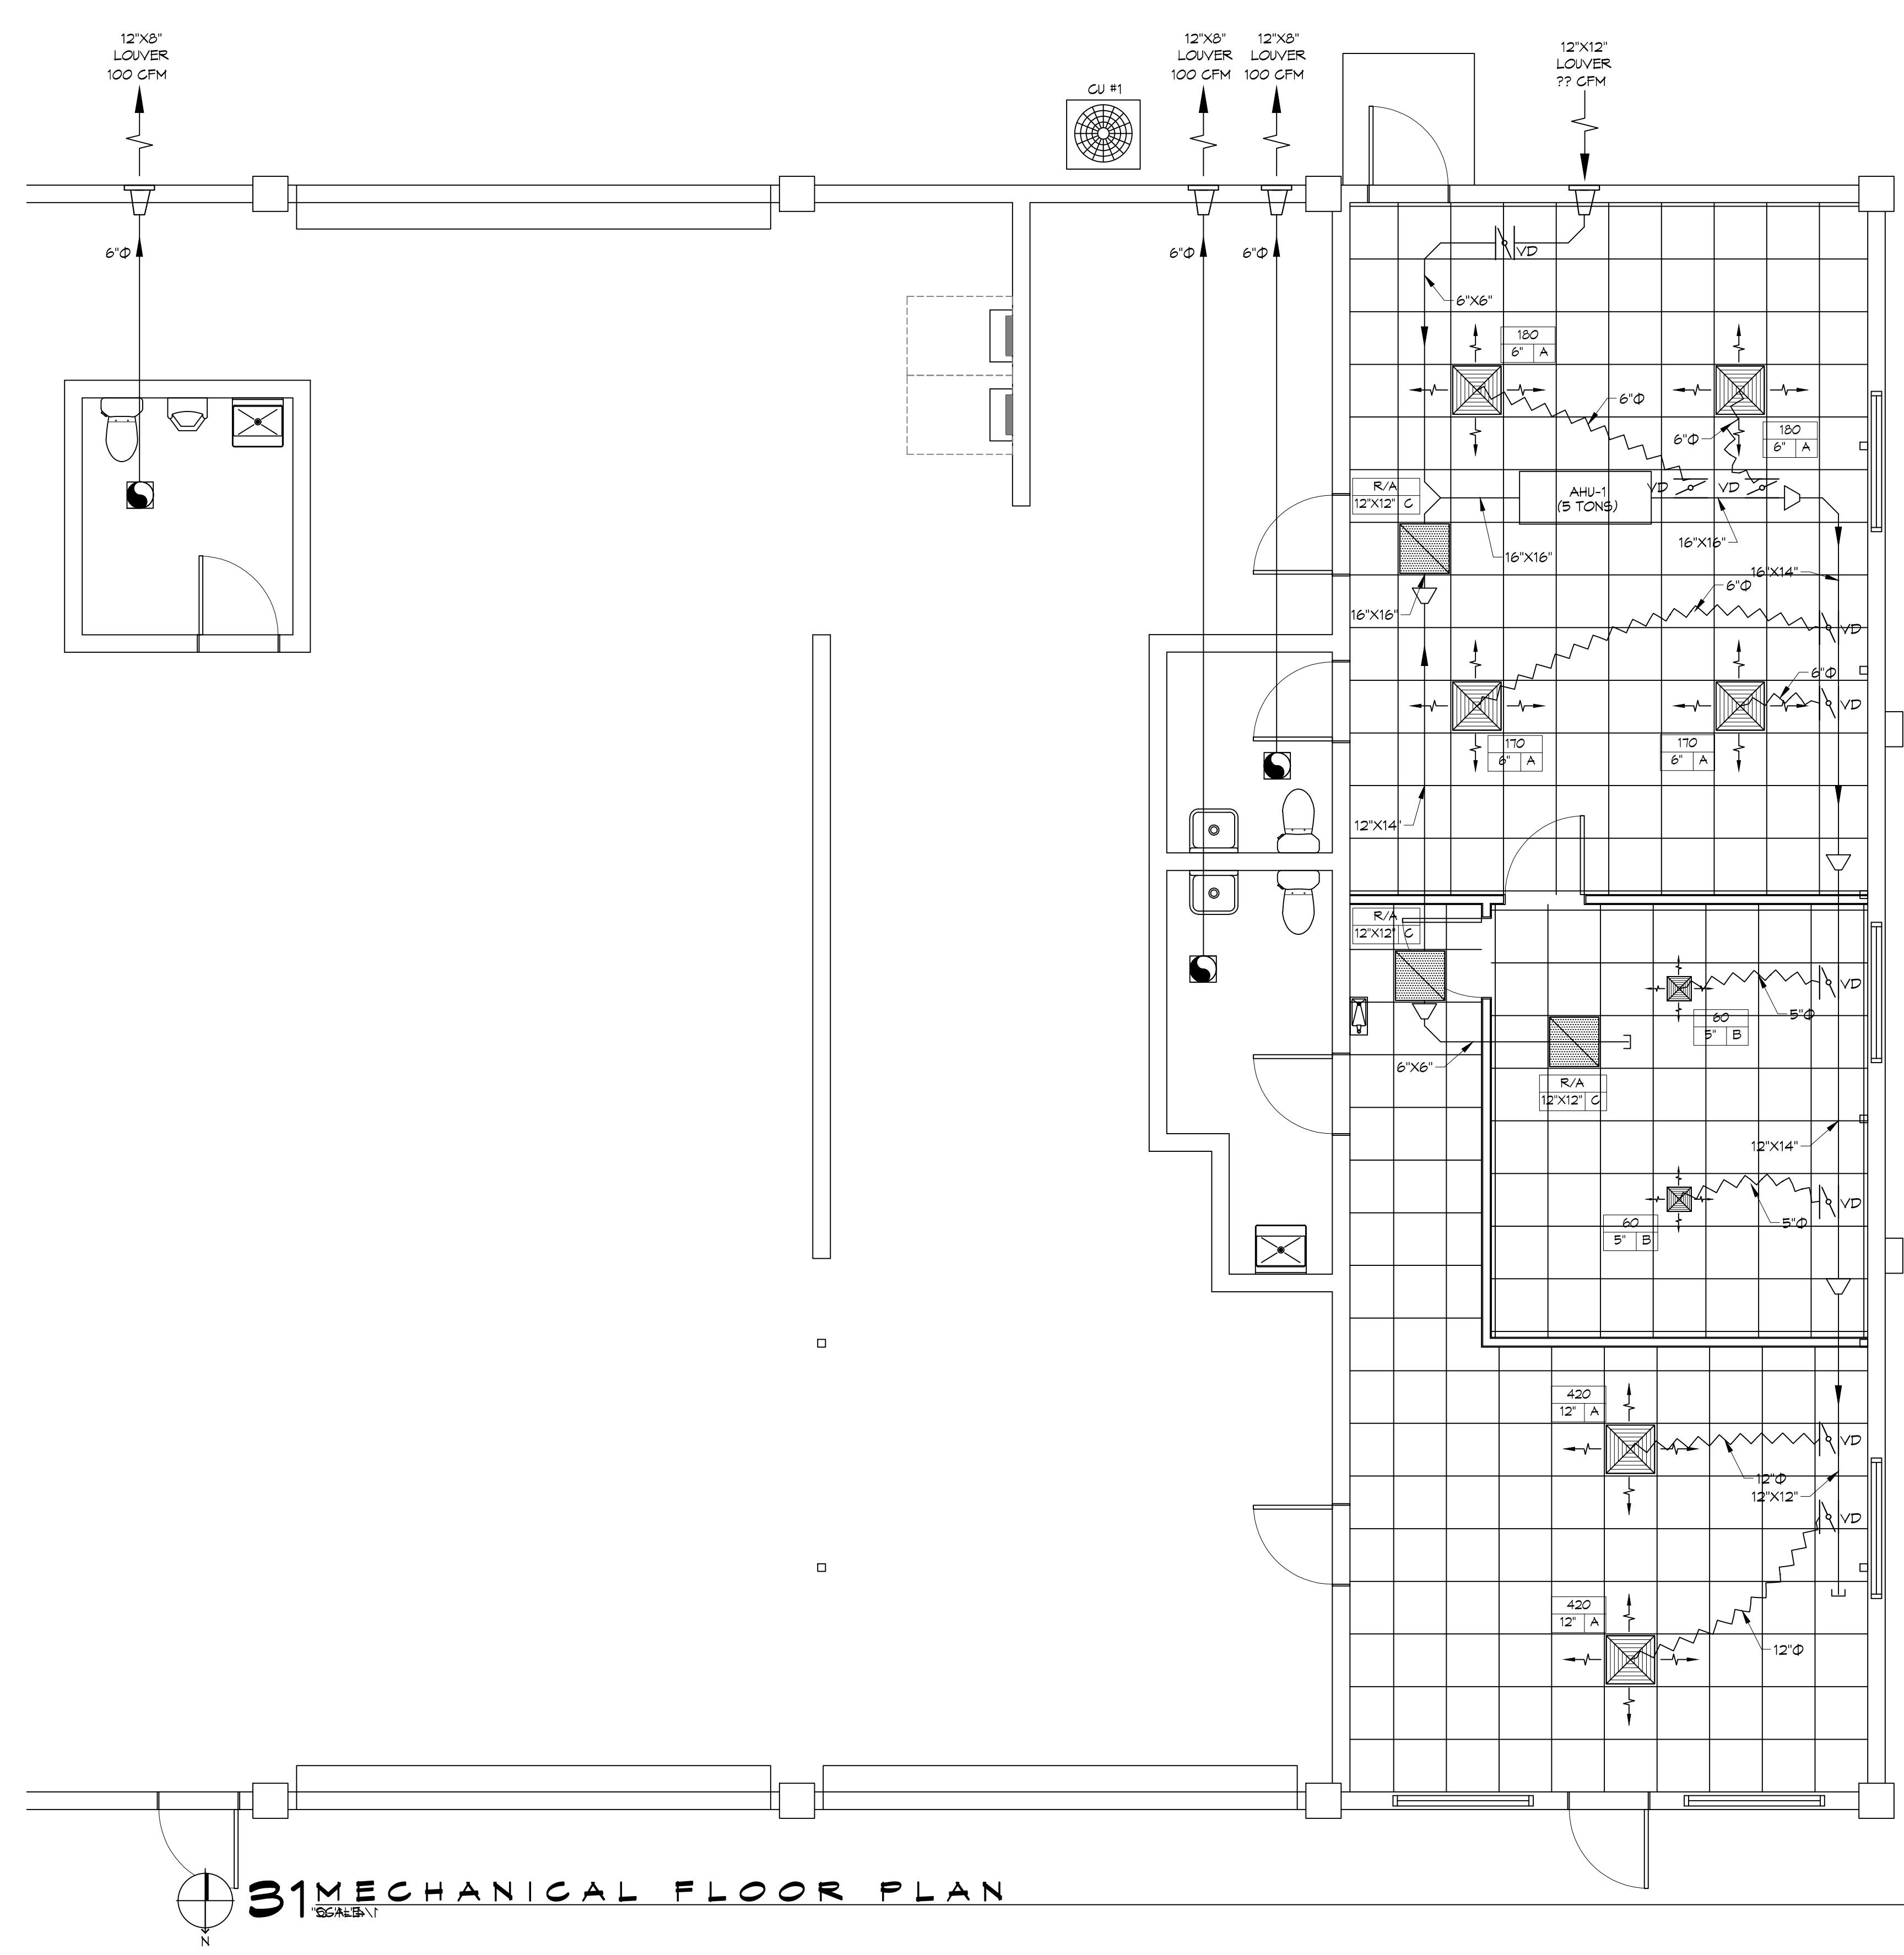 12"X8"
LOUVER
100 CFM
12"X8"
LOUVER
100 CFM
12"X8"
LOUVER
100 CFM
12"X12"
LOUVER
?? CFM
CU #1
6"Φ
6"Φ
6"Φ
VD
6"X6"
180
6" A
6"Φ
6"Φ
180
6" A
R/A
12"X12" C
AHU-1
(5 TONS)
VD
VD
16"X16"
16"X16"
16"X14"
6"Φ
16"X16"
VD
6"Φ
VD
170
6" A
170
6" A
12"X14"
R/A
12"X12" C
VD
5"Φ
60
5" B
6"X6"
R/A
12"X12" C
12"X14"
VD
5"Φ
60
5" B
420
12" A
VD
12"Φ
12"X12"
VD
420
12" A
12"Φ
31 MECHANICAL FLOOR PLAN
N